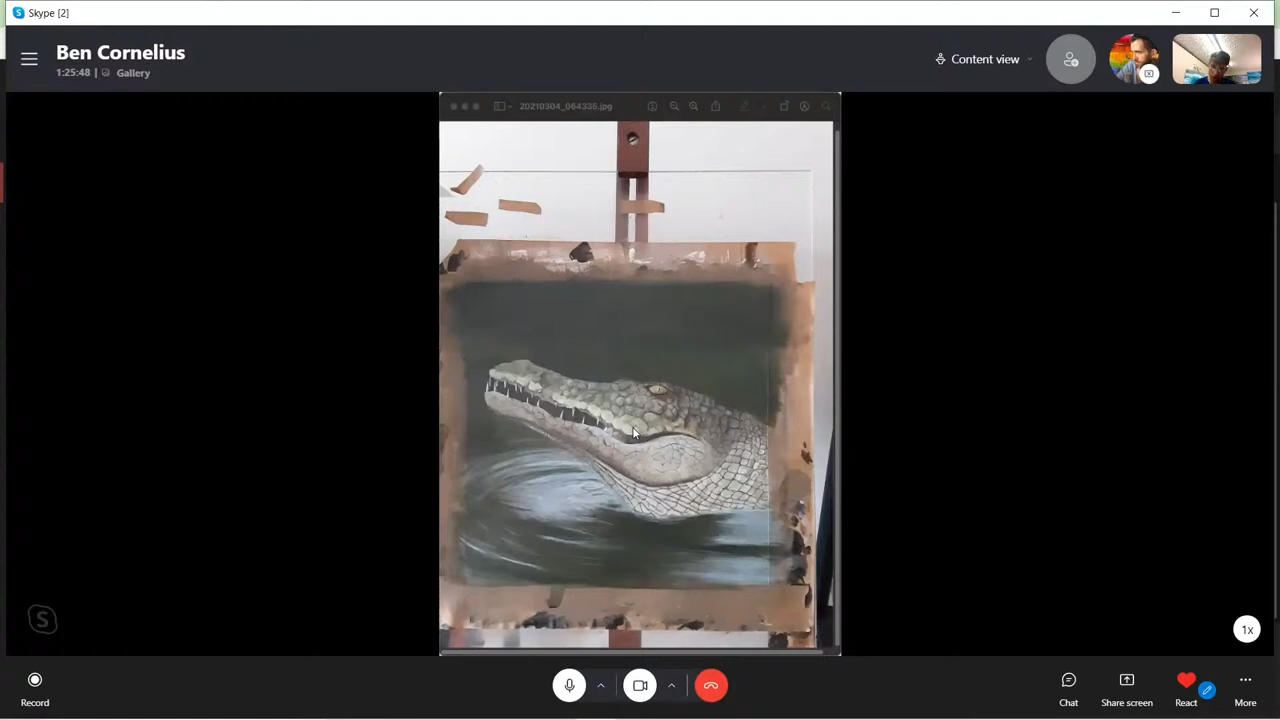 Skype [2]
Ben Cornelius
1:25:48 | Gallery
Content view
20210304_064335.jpg
1x
Record
Chat
Share screen
React
More